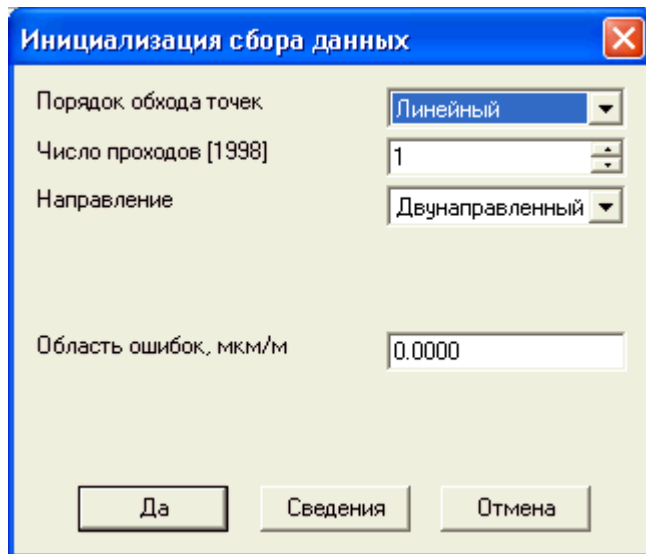 Инициализация сбора данных
Порядок обхода точек Линейный
Число проходов [1998] 1
Направление Двунаправленный
Область ошибок, мкм/м 0.0000
Да Сведения Отмена